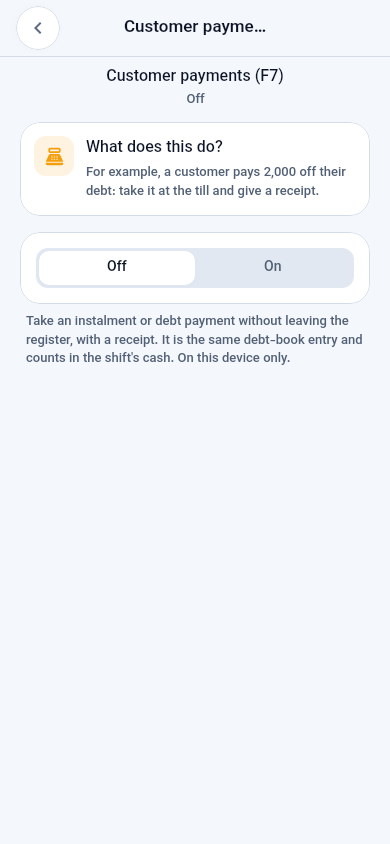 Customer payme...
Customer payments (F7)
Off
What does this do?
For example, a customer pays 2,000 off their
debt: take it at the till and give a receipt.
Off
On
Take an instalment or debt payment without leaving the
register, with a receipt. It is the same debt-book entry and
counts in the shift's cash. On this device only.